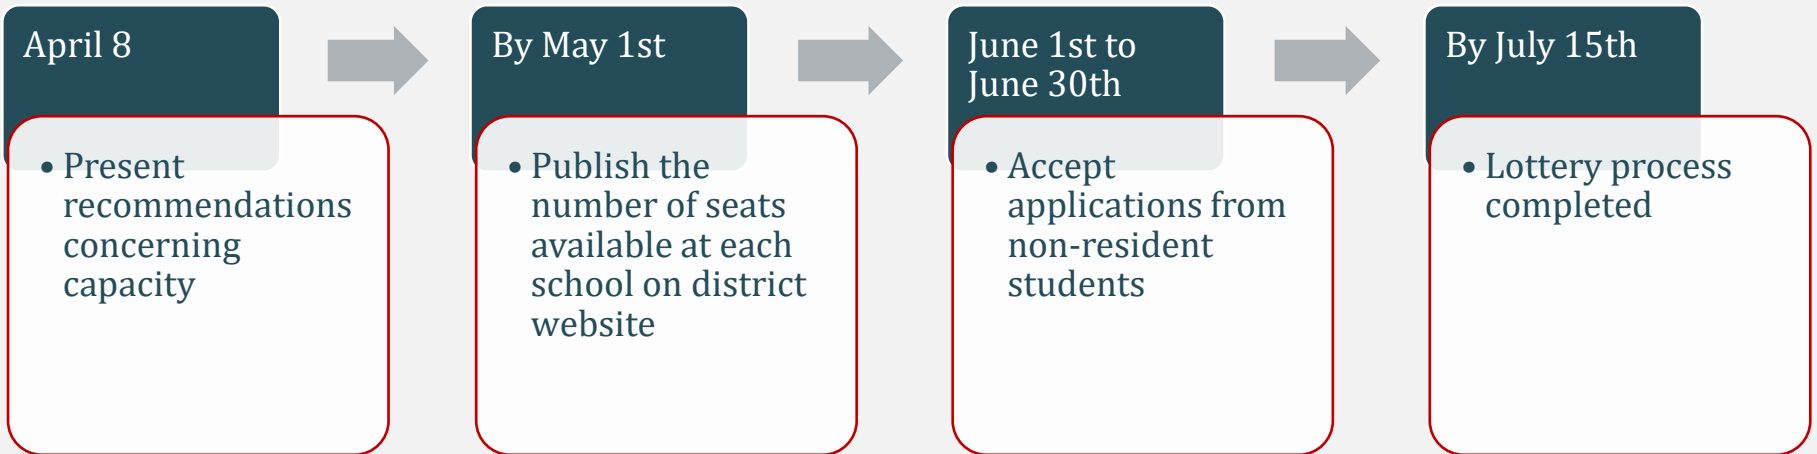 April 8
• Present
recommendations
concerning
capacity
By May 1st
• Publish the
number of seats
available at each
school on district
website
June 1st to
June 30th
• Accept
applications from
non-resident
students
By July 15th
• Lottery process
completed